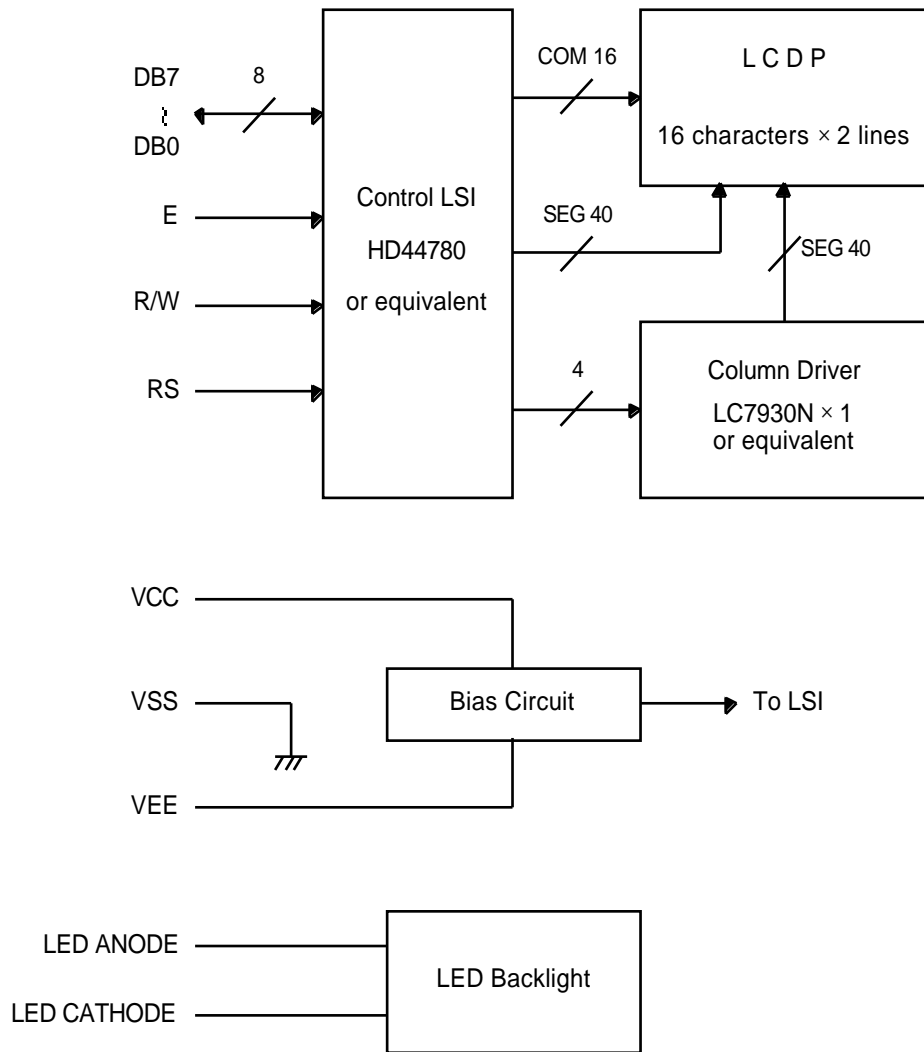 DB7
~
DB0
8
E
R/W
RS
Control LSI
HD44780
or equivalent
COM 16
SEG 40
4
L C D P
16 characters × 2 lines
SEG 40
Column Driver
LC7930N × 1
or equivalent
VCC
VSS
VEE
Bias Circuit
To LSI
LED ANODE
LED CATHODE
LED Backlight